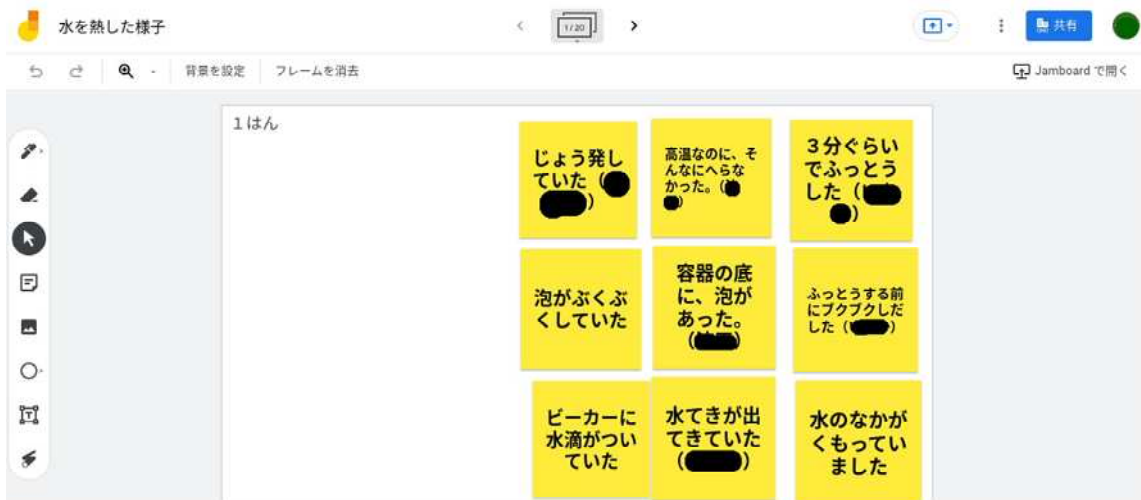 水を熱した様子
1/20
共有
背景を設定 フレームを消去
Jamboard で開く
1はん
じょう発し
ていた（
）
高温なのに、そ
んなにへらな
かった。（
）
３分ぐらい
でふっとう
した（
）
泡がぶくぶ
くしていた
容器の底
に、泡が
あった。
（ ）
ふっとうする前
にブクブクしだ
した（ ）
ビーカーに
水滴がつい
ていた
水てきが出
てきていた
（ ）
水のなかが
くもってい
ました